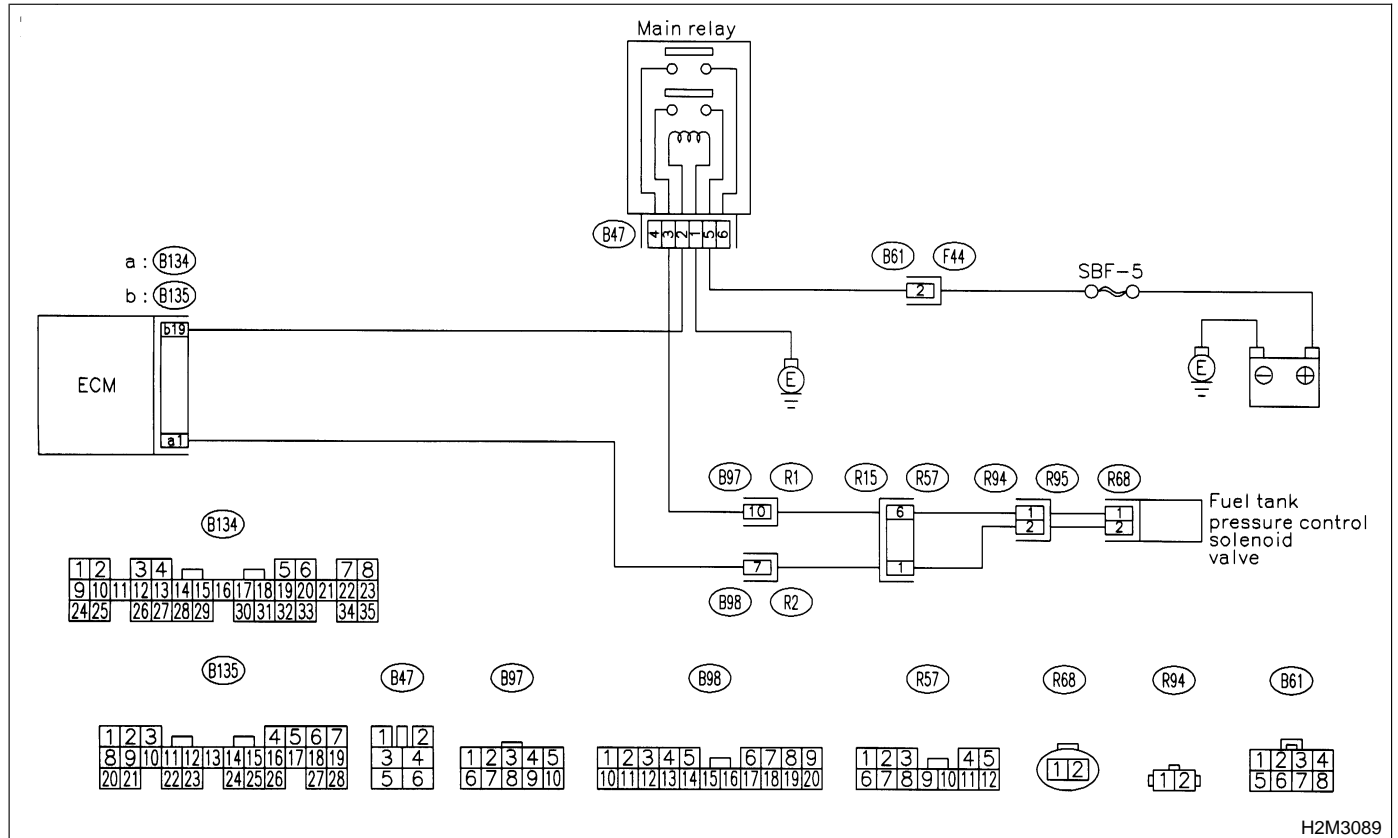 Main relay
B47
4 3 2 1 5 6
B61 F44
2
SBF-5
a : B134
b : B135
b19
ECM
a1
E
E
⊖ ⊕
B97 R1 R15 R57 R94 R95 R68
10 6 1 1
2 2
7 1
B98 R2
Fuel tank
pressure control
solenoid
valve
B134
1 2 3 4 5 6 7 8
9 10 11 12 13 14 15 16 17 18 19 20 21 22 23
24 25 26 27 28 29 30 31 32 33 34 35
B135 B47 B97 B98 R57 R68 R94 B61
1 2 3 4 5 6 7
8 9 10 11 12 13 14 15 16 17 18 19
20 21 22 23 24 25 26 27 28
1 2
3 4
5 6
1 2 3 4 5
6 7 8 9 10
1 2 3 4 5 6 7 8 9
10 11 12 13 14 15 16 17 18 19 20
1 2 3 4 5
6 7 8 9 10 11 12
1 2
1 2
1 2 3 4
5 6 7 8
H2M3089